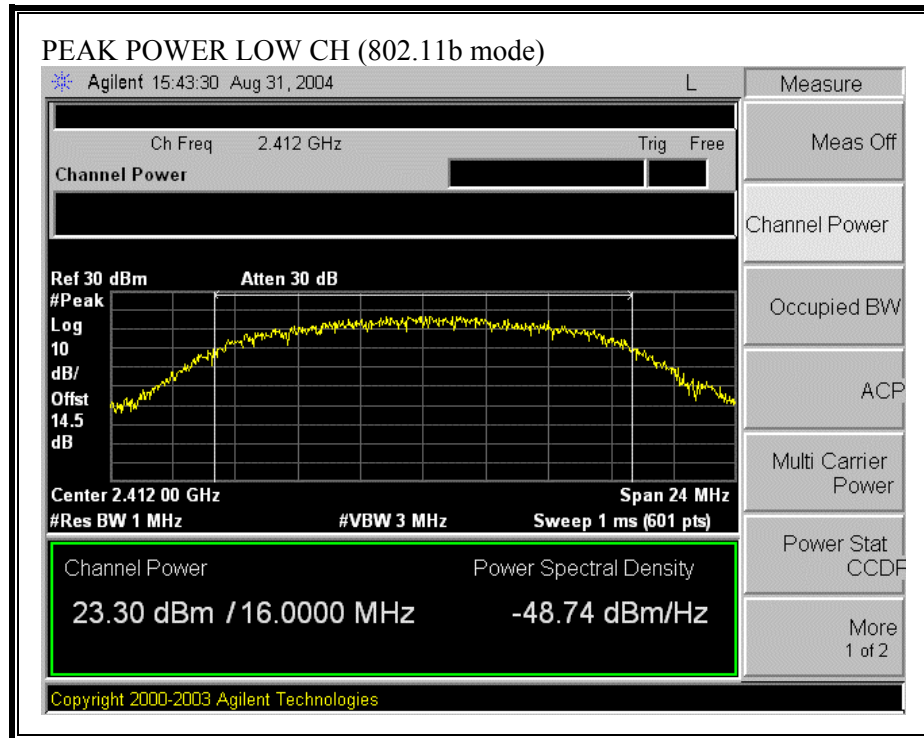 PEAK POWER LOW CH (802.11b mode)
Agilent 15:43:30 Aug 31, 2004 L
Measure
Ch Freq 2.412 GHz Trig Free
Channel Power
Meas Off
Channel Power
Occupied BW
ACP
Multi Carrier
Power
Power Stat
CCDF
More
1 of 2
Ref 30 dBm Atten 30 dB
#Peak
Log
10
dB/
Offst
14.5
dB
Center 2.412 00 GHz Span 24 MHz
#Res BW 1 MHz #VBW 3 MHz Sweep 1 ms (601 pts)
Channel Power Power Spectral Density
23.30 dBm / 16.0000 MHz -48.74 dBm/Hz
Copyright 2000-2003 Agilent Technologies